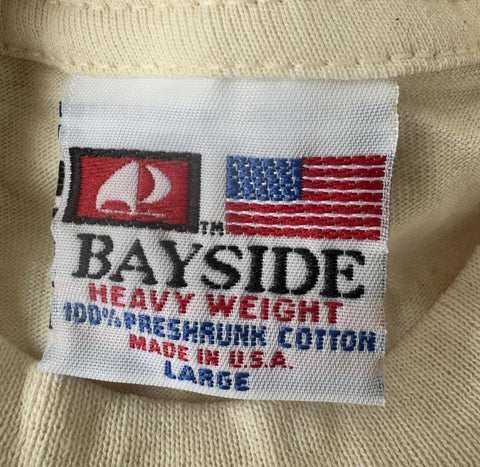 TM
BAYSIDE
HEAVY WEIGHT
100% PRESHRUNK COTTON
MADE IN U.S.A.
LARGE